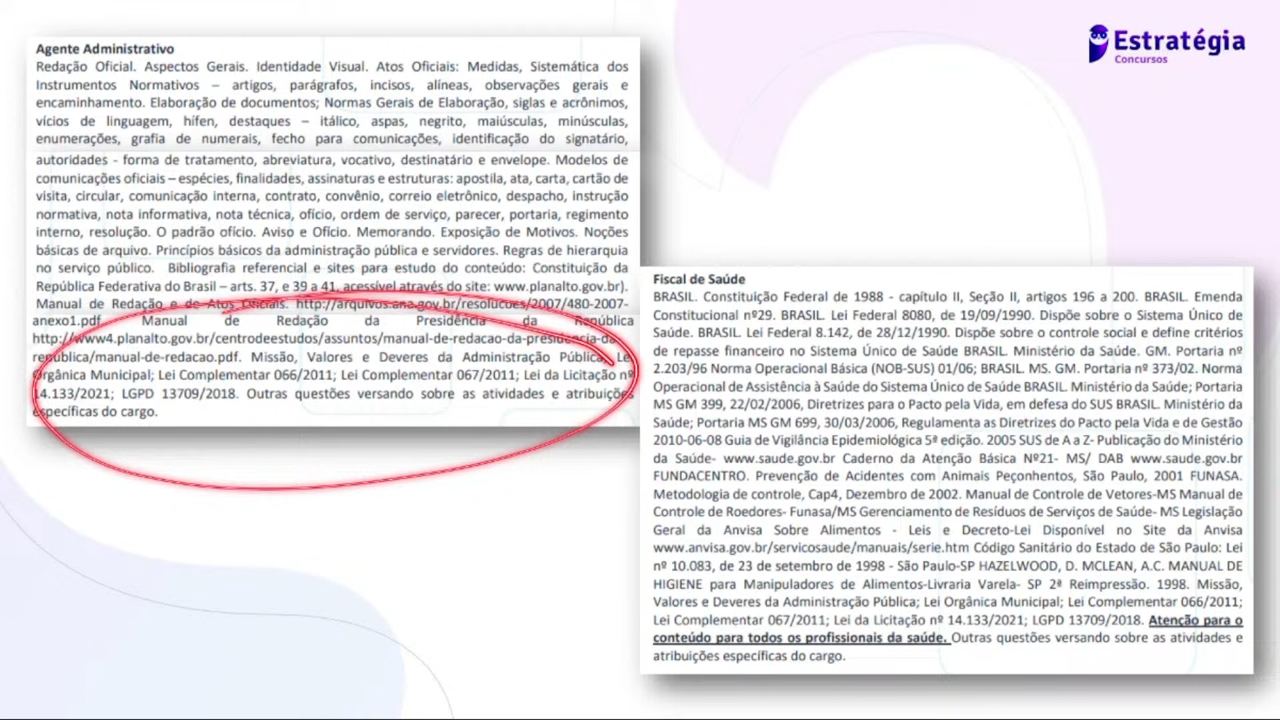 Estratégia
Concursos
Agente Administrativo
Redação Oficial. Aspectos Gerais. Identidade Visual. Atos Oficiais: Medidas, Sistemática dos
Instrumentos Normativos – artigos, parágrafos, incisos, alíneas, observações gerais e
encaminhamento. Elaboração de documentos; Normas Gerais de Elaboração, siglas e acrônimos,
vícios de linguagem, hífen, destaques – itálico, aspas, negrito, maiúsculas, minúsculas,
enumerações, grafia de numerais, fecho para comunicações, identificação do signatário,
autoridades - forma de tratamento, abreviatura, vocativo, destinatário e envelope. Modelos de
comunicações oficiais – espécies, finalidades, assinaturas e estruturas: apostila, ata, carta, cartão de
visita, circular, comunicação interna, contrato, convênio, correio eletrônico, despacho, instrução
normativa, nota informativa, nota técnica, ofício, ordem de serviço, parecer, portaria, regimento
interno, resolução. O padrão ofício. Aviso e Ofício. Memorando. Exposição de Motivos. Noções
básicas de arquivo. Princípios básicos da administração pública e servidores. Regras de hierarquia
no serviço público. Bibliografia referencial e sites para estudo do conteúdo: Constituição da
República Federativa do Brasil – arts. 37, e 39 a 41, acessível através do site: www.planalto.gov.br).
Manual de Redação e de Atos Oficiais. http://arquivos.ana.gov.br/resolucoes/2007/480-2007-
anexo1.pdf Manual de Redação da Presidência da República
http://www4.planalto.gov.br/centrodeestudos/assuntos/manual-de-redacao-da-presidencia-da-
republica/manual-de-redacao.pdf. Missão, Valores e Deveres da Administração Pública; Lei
Orgânica Municipal; Lei Complementar 066/2011; Lei Complementar 067/2011; Lei da Licitação nº
14.133/2021; LGPD 13709/2018. Outras questões versando sobre as atividades e atribuições
específicas do cargo.
Fiscal de Saúde
BRASIL. Constituição Federal de 1988 - capítulo II, Seção II, artigos 196 a 200. BRASIL. Emenda
Constitucional nº29. BRASIL. Lei Federal 8080, de 19/09/1990. Dispõe sobre o Sistema Único de
Saúde. BRASIL. Lei Federal 8.142, de 28/12/1990. Dispõe sobre o controle social e define critérios
de repasse financeiro no Sistema Único de Saúde BRASIL. Ministério da Saúde. GM. Portaria nº
2.203/96 Norma Operacional Básica (NOB-SUS) 01/06; BRASIL. MS. GM. Portaria nº 373/02. Norma
Operacional de Assistência à Saúde do Sistema Único de Saúde BRASIL. Ministério da Saúde; Portaria
MS GM 399, 22/02/2006, Diretrizes para o Pacto pela Vida, em defesa do SUS BRASIL. Ministério da
Saúde; Portaria MS GM 699, 30/03/2006, Regulamenta as Diretrizes do Pacto pela Vida e de Gestão
2010-06-08 Guia de Vigilância Epidemiológica 5ª edição. 2005 SUS de A a Z- Publicação do Ministério
da Saúde- www.saude.gov.br Caderno da Atenção Básica Nº21- MS/ DAB www.saude.gov.br
FUNDACENTRO. Prevenção de Acidentes com Animais Peçonhentos, São Paulo, 2001 FUNASA.
Metodologia de controle, Cap4, Dezembro de 2002. Manual de Controle de Vetores-MS Manual de
Controle de Roedores- Funasa/MS Gerenciamento de Resíduos de Serviços de Saúde- MS Legislação
Geral da Anvisa Sobre Alimentos - Leis e Decreto-Lei Disponível no Site da Anvisa
www.anvisa.gov.br/servicosaude/manuais/serie.htm Código Sanitário do Estado de São Paulo: Lei
nº 10.083, de 23 de setembro de 1998 - São Paulo-SP HAZELWOOD, D. MCLEAN, A.C. MANUAL DE
HIGIENE para Manipuladores de Alimentos-Livraria Varela- SP 2ª Reimpressão. 1998. Missão,
Valores e Deveres da Administração Pública; Lei Orgânica Municipal; Lei Complementar 066/2011;
Lei Complementar 067/2011; Lei da Licitação nº 14.133/2021; LGPD 13709/2018. Atenção para o
conteúdo para todos os profissionais da saúde. Outras questões versando sobre as atividades e
atribuições específicas do cargo.